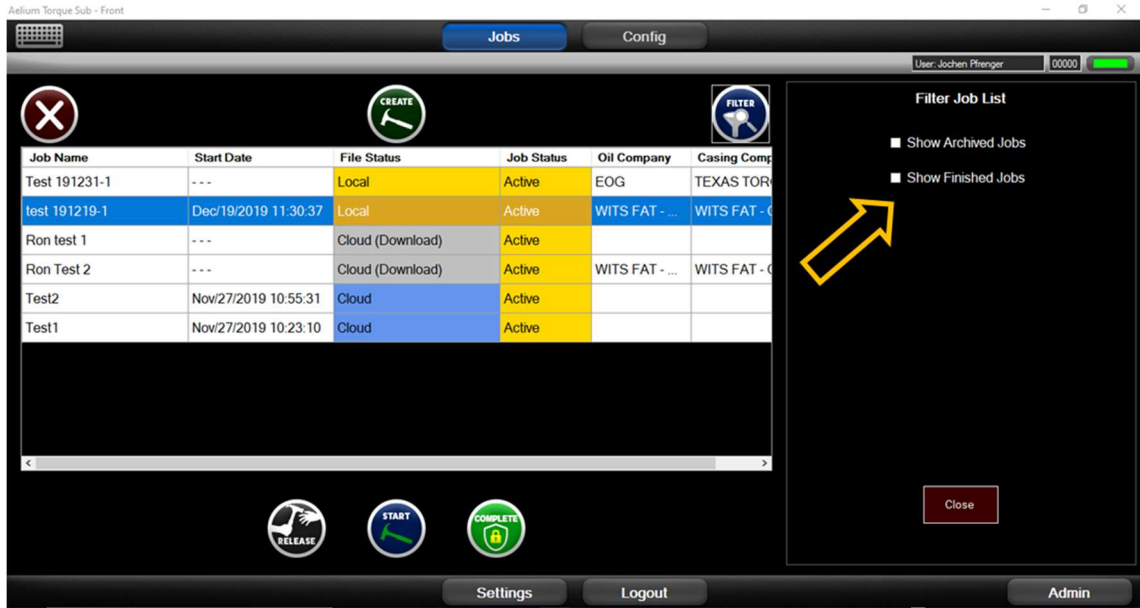 Aelium Torque Sub - Front
Jobs Config
User: Jochen Pfrenger 00000
CREATE FILTER
Filter Job List
Show Archived Jobs
Show Finished Jobs
Job Name Start Date File Status Job Status Oil Company Casing Comp
Test 191231-1 - - - Local Active EOG TEXAS TOR
test 191219-1 Dec/19/2019 11:30:37 Local Active WITS FAT - ... WITS FAT - C
Ron test 1 - - - Cloud (Download) Active
Ron Test 2 - - - Cloud (Download) Active WITS FAT - ... WITS FAT - C
Test2 Nov/27/2019 10:55:31 Cloud Active
Test1 Nov/27/2019 10:23:10 Cloud Active
Close
RELEASE START COMPLETE
Settings Logout Admin